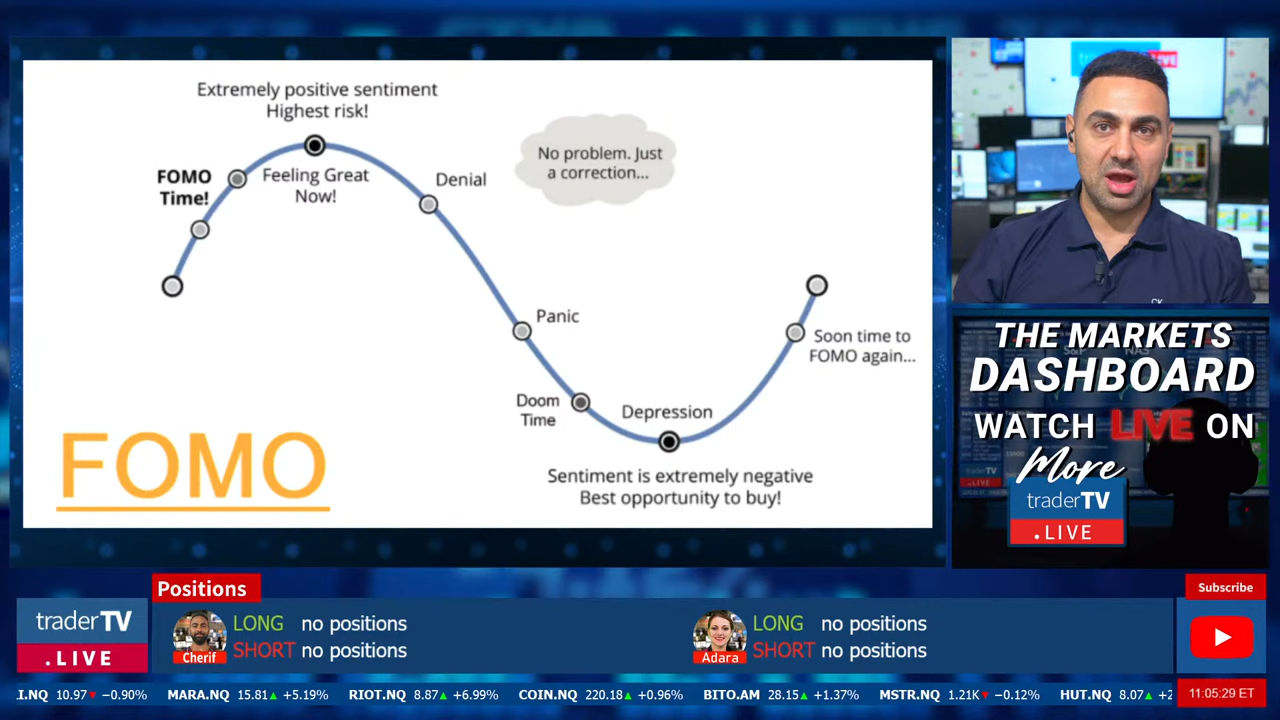 Extremely positive sentiment
Highest risk!
FOMO
Time!
Feeling Great
Now!
Denial
No problem. Just
a correction...
Panic
Soon time to
FOMO again...
Doom
Time
Depression
Sentiment is extremely negative
Best opportunity to buy!
FOMO
THE MARKETS
DASHBOARD
WATCH LIVE ON
More
traderTV
.LIVE
Subscribe
Positions
traderTV
.LIVE
Cherif
LONG no positions
SHORT no positions
Adara
LONG no positions
SHORT no positions
I.NQ 10.97▼ −0.90% MARA.NQ 15.81▲ +5.19% RIOT.NQ 8.87▲ +6.99% COIN.NQ 220.18▲ +0.96% BITO.AM 28.15▲ +1.37% MSTR.NQ 1.21K▼ −0.12% HUT.NQ 8.07▲ +2
11:05:29 ET